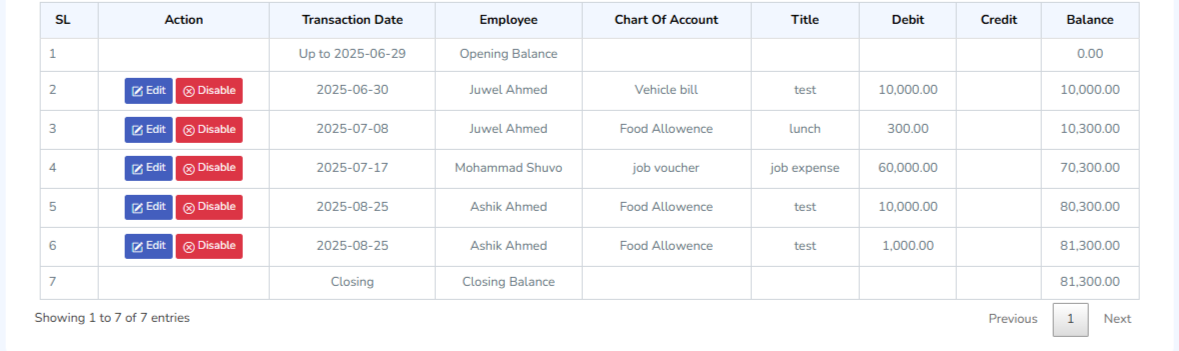 SL Action Transaction Date Employee Chart Of Account Title Debit Credit Balance
1 Up to 2025-06-29 Opening Balance 0.00
2 Edit Disable 2025-06-30 Juwel Ahmed Vehicle bill test 10,000.00 10,000.00
3 Edit Disable 2025-07-08 Juwel Ahmed Food Allowence lunch 300.00 10,300.00
4 Edit Disable 2025-07-17 Mohammad Shuvo job voucher job expense 60,000.00 70,300.00
5 Edit Disable 2025-08-25 Ashik Ahmed Food Allowence test 10,000.00 80,300.00
6 Edit Disable 2025-08-25 Ashik Ahmed Food Allowence test 1,000.00 81,300.00
7 Closing Closing Balance 81,300.00
Showing 1 to 7 of 7 entries Previous 1 Next